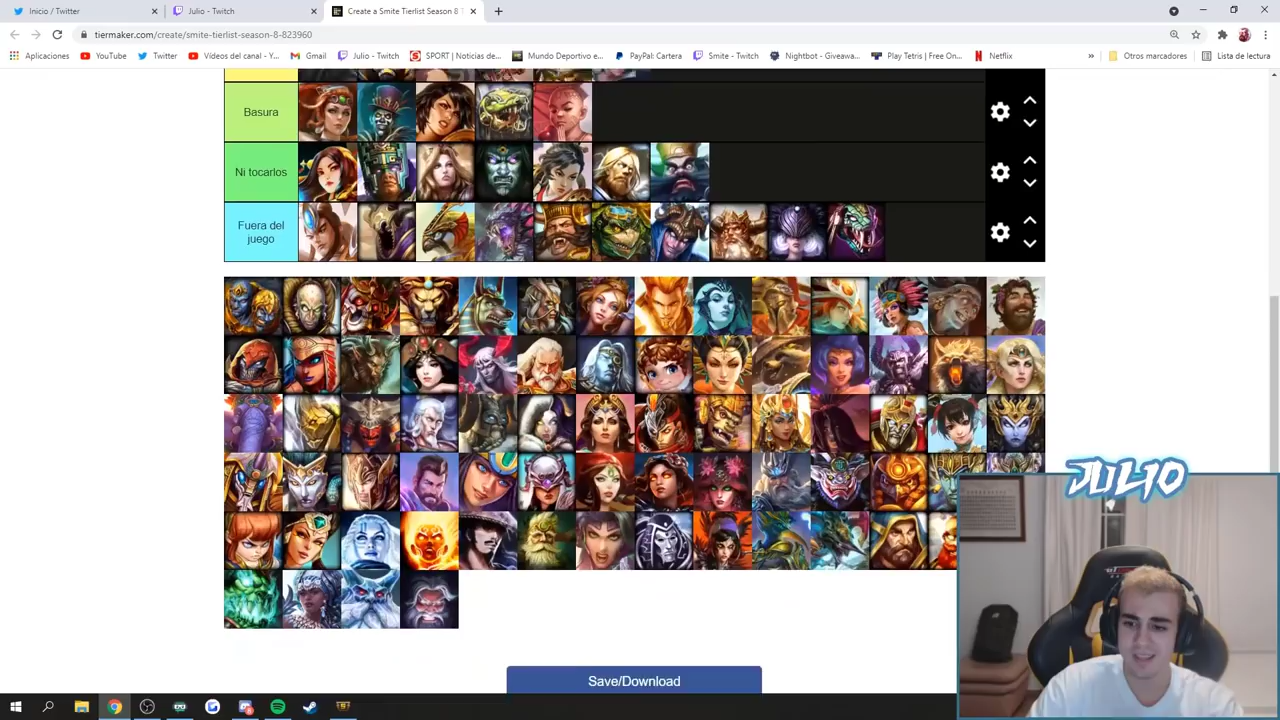 Inicio / Twitter
Julio - Twitch
Create a Smite Tierlist Season 8
tiermaker.com/create/smite-tierlist-season-8-823960
Aplicaciones
YouTube
Twitter
Vídeos del canal - Y...
Gmail
Julio - Twitch
SPORT | Noticias de...
Mundo Deportivo e...
PayPal: Cartera
Smite - Twitch
Nightbot - Giveawa...
Play Tetris | Free On...
Netflix
»
Otros marcadores
Lista de lectura
Basura
Ni tocarlos
Fuera del
juego
JULIO
Save/Download